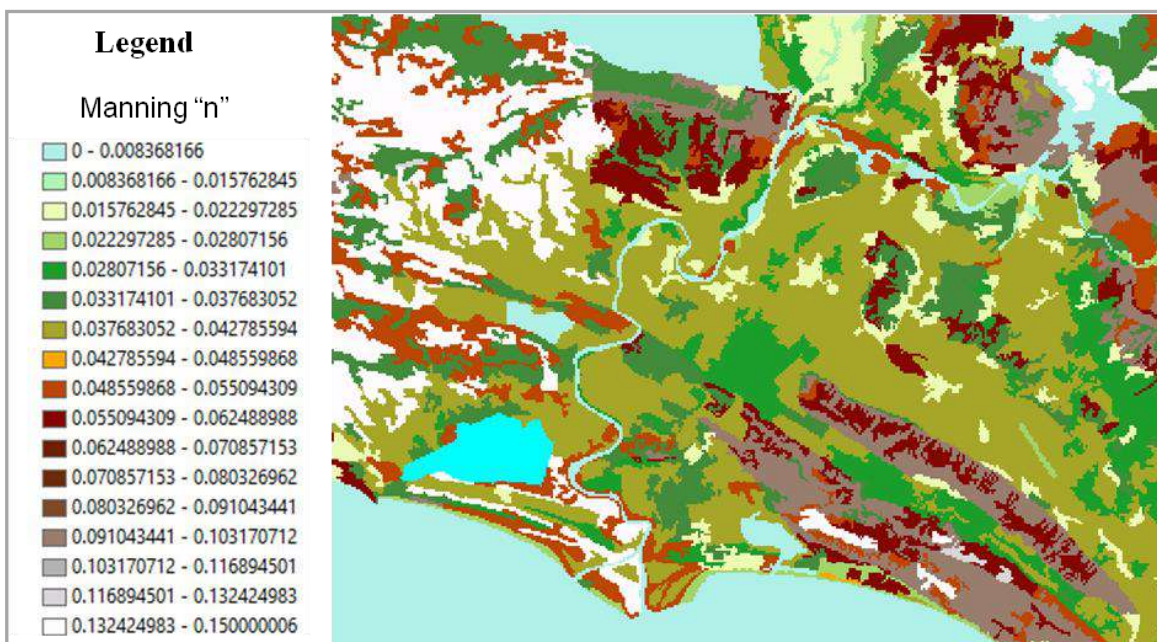 Legend
Manning “n”
0 - 0.008368166
0.008368166 - 0.015762845
0.015762845 - 0.022297285
0.022297285 - 0.02807156
0.02807156 - 0.033174101
0.033174101 - 0.037683052
0.037683052 - 0.042785594
0.042785594 - 0.048559868
0.048559868 - 0.055094309
0.055094309 - 0.062488988
0.062488988 - 0.070857153
0.070857153 - 0.080326962
0.080326962 - 0.091043441
0.091043441 - 0.103170712
0.103170712 - 0.116894501
0.116894501 - 0.132424983
0.132424983 - 0.150000006